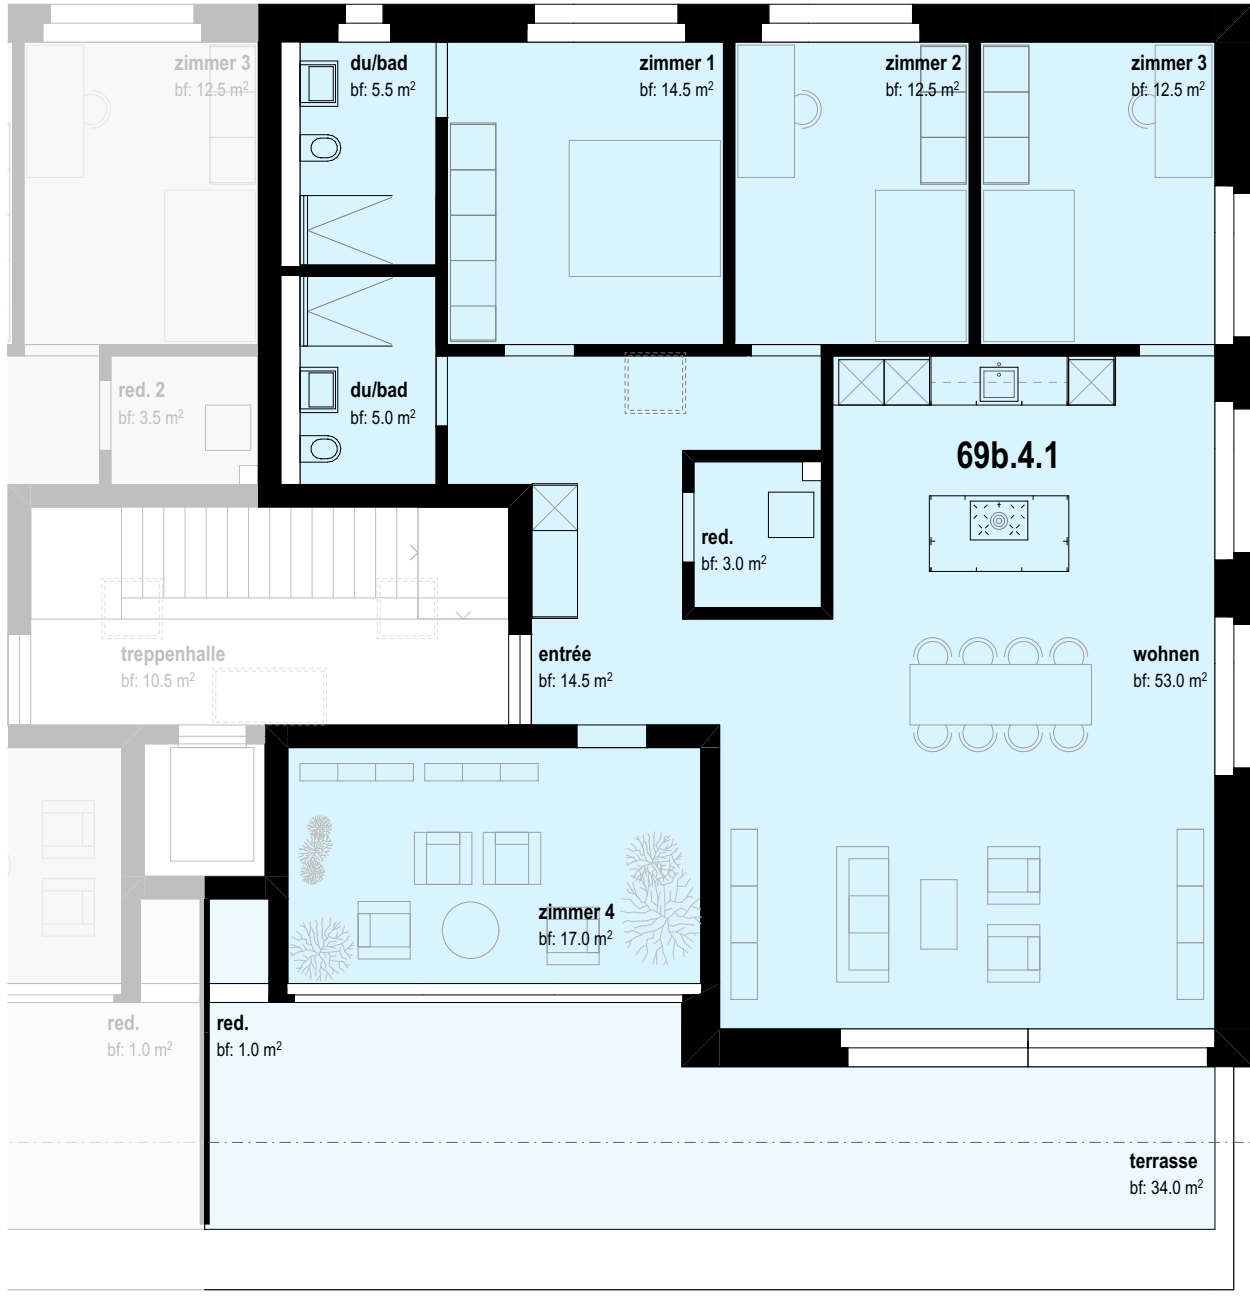 zimmer 3
bf: 12.5 m²
du/bad
bf: 5.5 m²
zimmer 1
bf: 14.5 m²
zimmer 2
bf: 12.5 m²
zimmer 3
bf: 12.5 m²
red. 2
bf: 3.5 m²
du/bad
bf: 5.0 m²
69b.4.1
red.
bf: 3.0 m²
treppenhalle
bf: 10.5 m²
entrée
bf: 14.5 m²
wohnen
bf: 53.0 m²
zimmer 4
bf: 17.0 m²
red.
bf: 1.0 m²
red.
bf: 1.0 m²
terrasse
bf: 34.0 m²